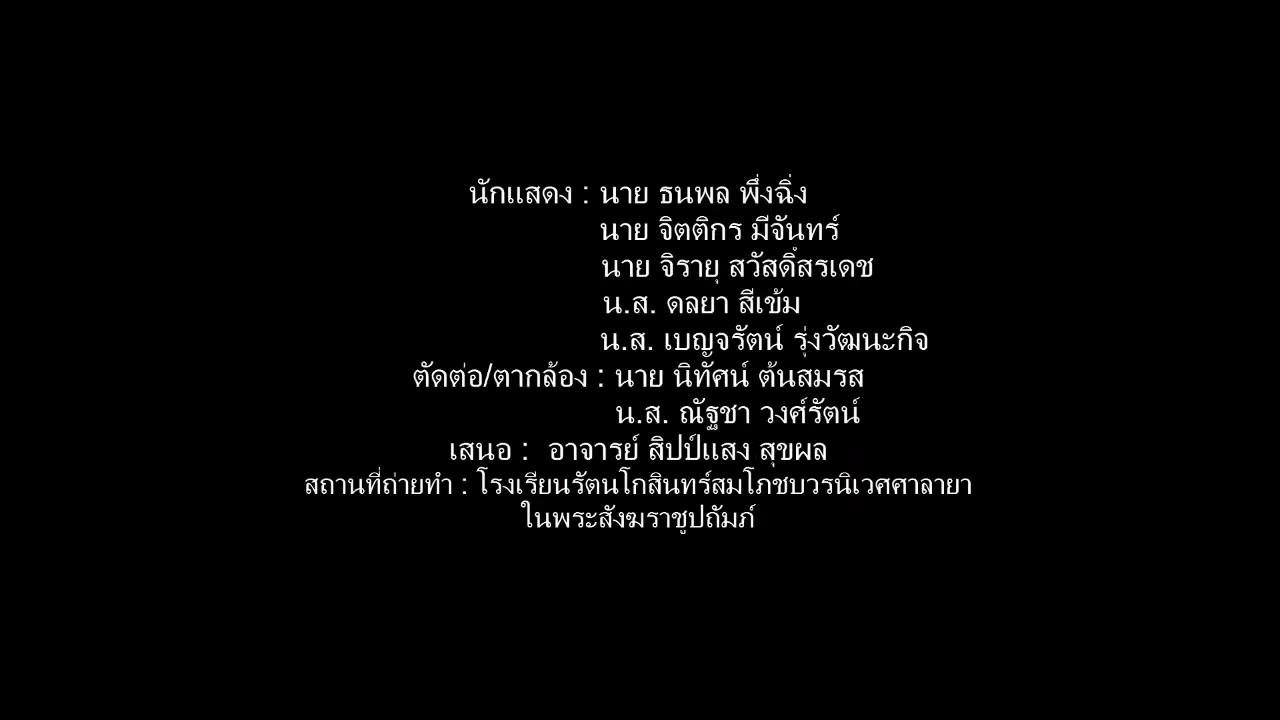 นักแสดง : นาย ธนพล พึ่งฉิ่ง
นาย จิตติกร มีจันทร์
นาย จิรายุ สวัสดิ์สรเดช
น.ส. ดลยา สีเข้ม
น.ส. เบญจรัตน์ รุ่งวัฒนะกิจ
ตัดต่อ/ตากล้อง : นาย นิทัศน์ ต้นสมรส
น.ส. ณัฐชา วงศ์รัตน์
เสนอ : อาจารย์ สิปป์แสง สุขผล
สถานที่ถ่ายทำ : โรงเรียนรัตนโกสินทร์สมโภชบวรนิเวศศาลายา
ในพระสังฆราชูปถัมภ์